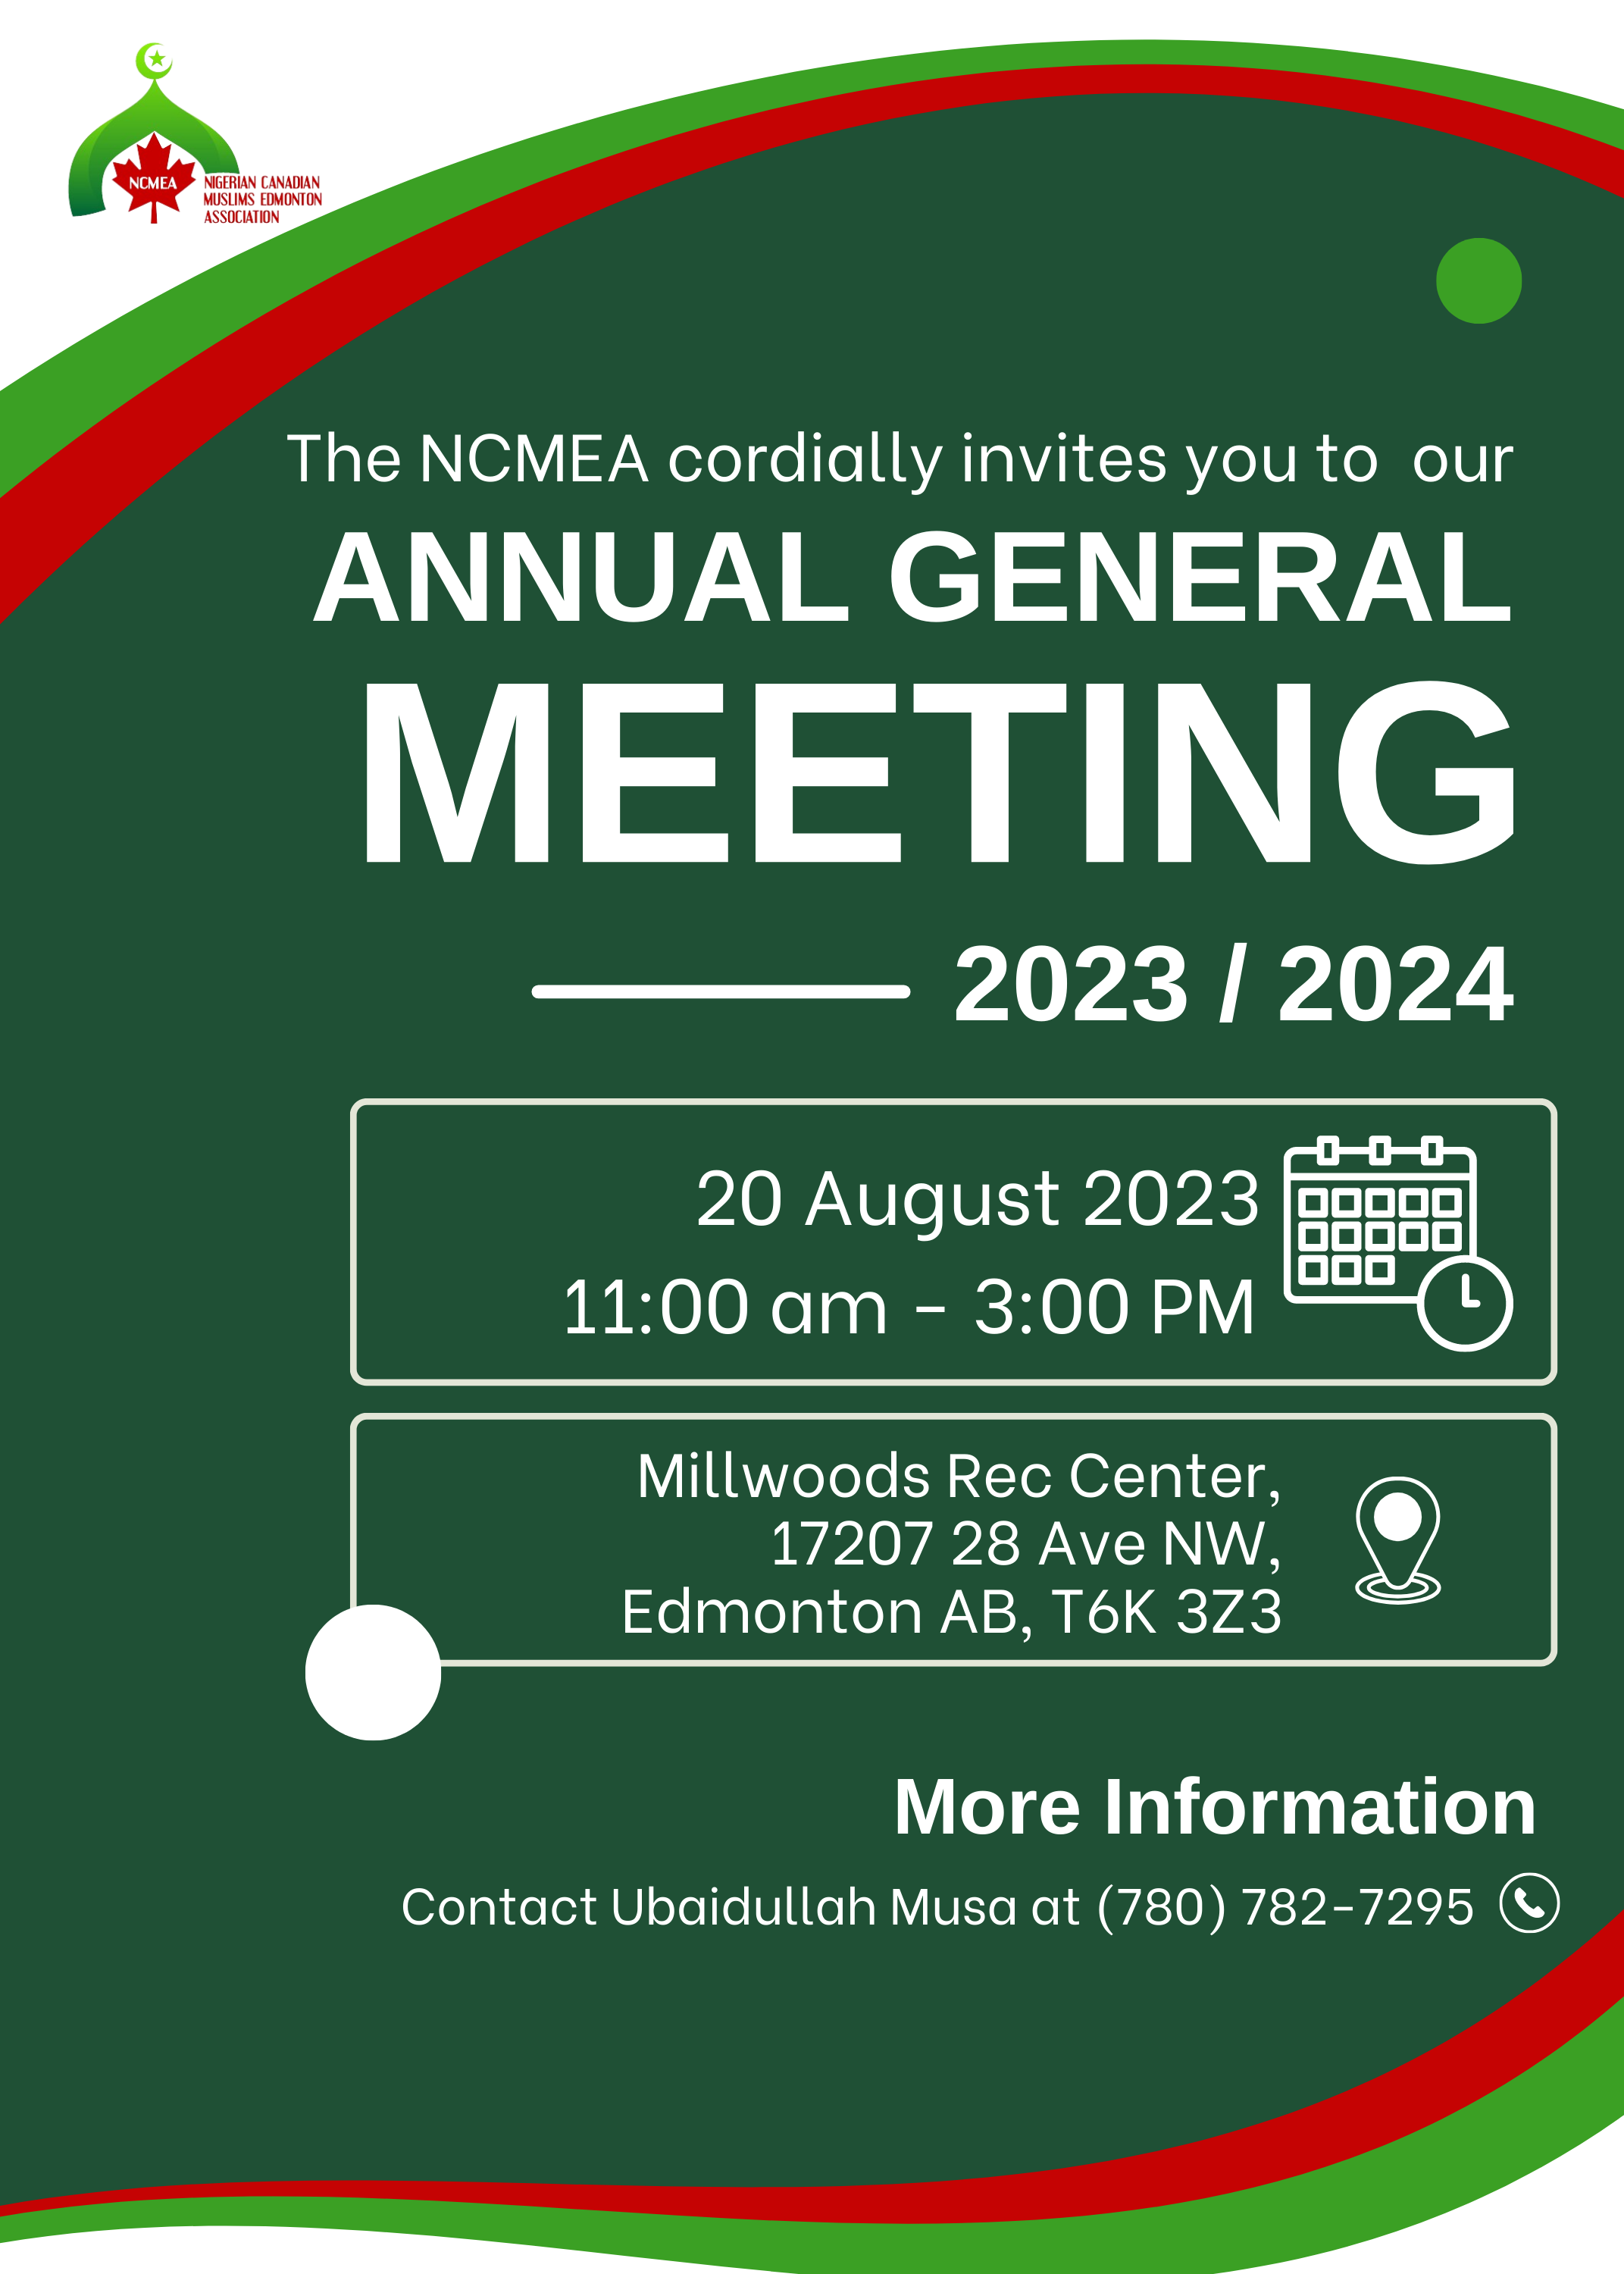 NCMEA
NIGERIAN CANADIAN
MUSLIMS EDMONTON
ASSOCIATION
The NCMEA cordially invites you to our
ANNUAL GENERAL
MEETING
2023 / 2024
20 August 2023
11:00 am - 3:00 PM
Millwoods Rec Center,
17207 28 Ave NW,
Edmonton AB, T6K 3Z3
More Information
Contact Ubaidullah Musa at (780) 782-7295